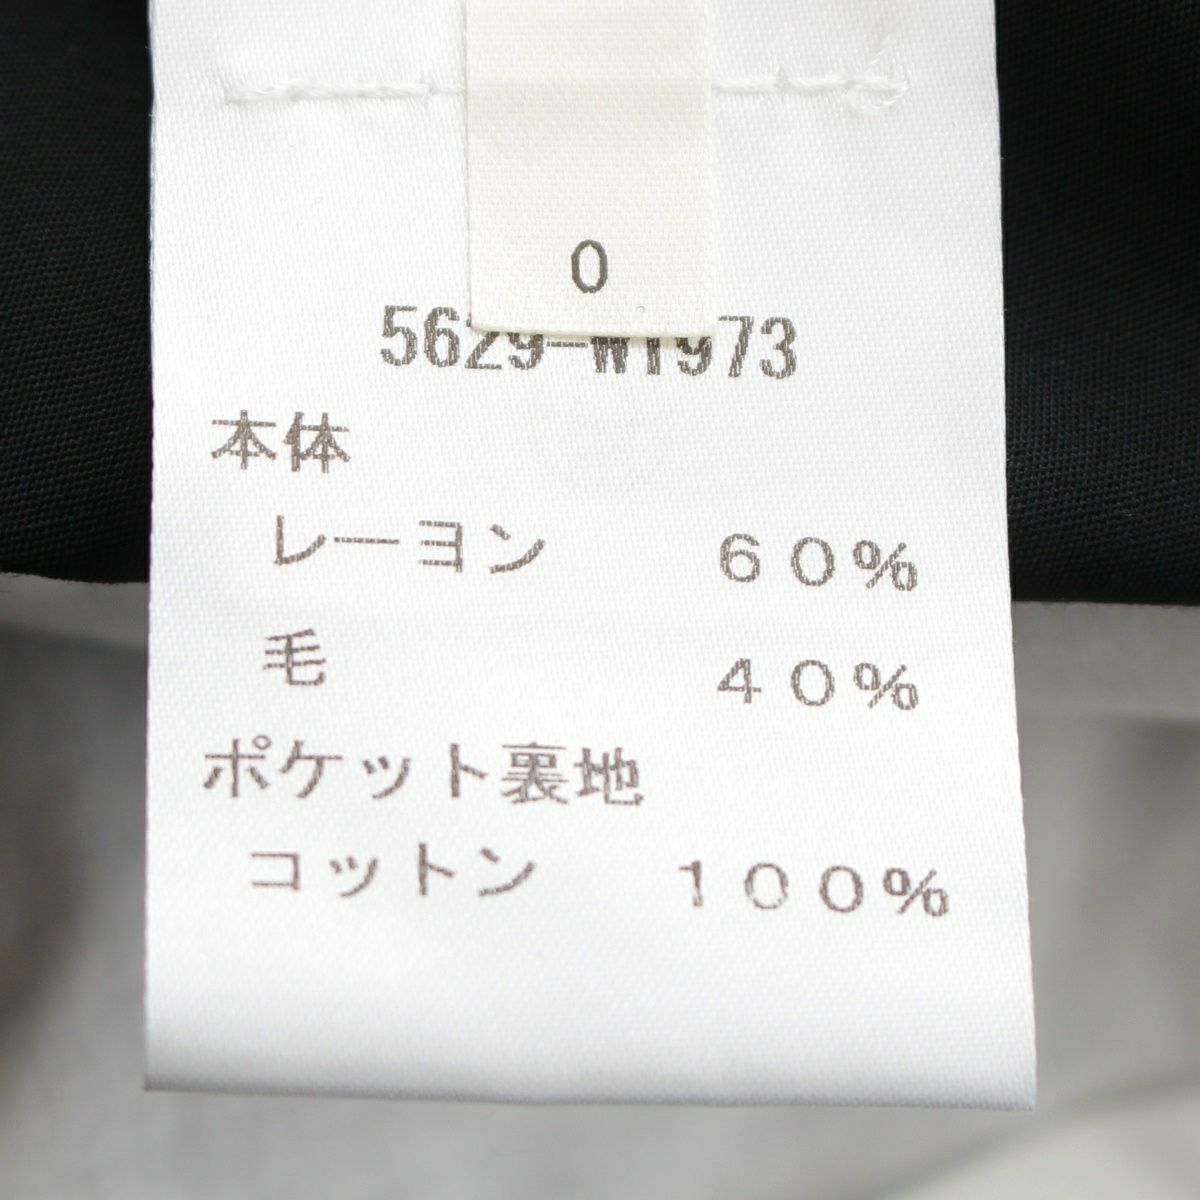 0
5629-W1973
本体
レーヨン 60%
毛 40%
ポケット裏地
コットン 100%